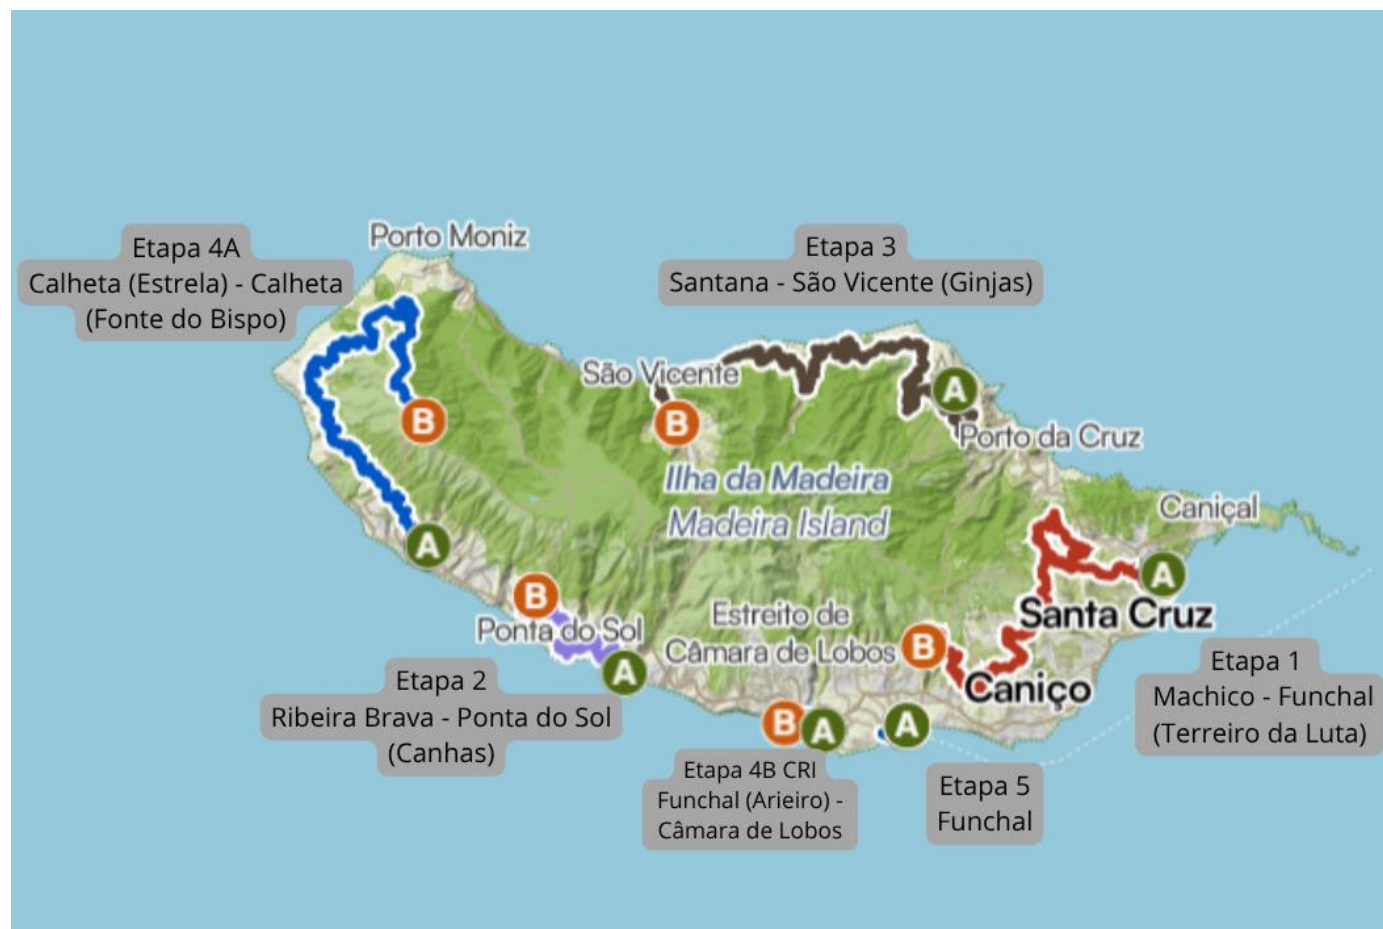 Porto Moniz
Etapa 4A
Calheta (Estrela) - Calheta
(Fonte do Bispo)
Etapa 3
Santana - São Vicente (Ginjas)
São Vicente
A
B
B
Porto da Cruz
Ilha da Madeira
Madeira Island
Caniçal
A
A
B
Ponta do Sol
A
Santa Cruz
Estreito de
Câmara de Lobos
B
Caniço
Etapa 2
Ribeira Brava - Ponta do Sol
(Canhas)
Etapa 1
Machico - Funchal
(Terreiro da Luta)
B
A
A
Etapa 4B CRI
Funchal (Arieiro) -
Câmara de Lobos
Etapa 5
Funchal